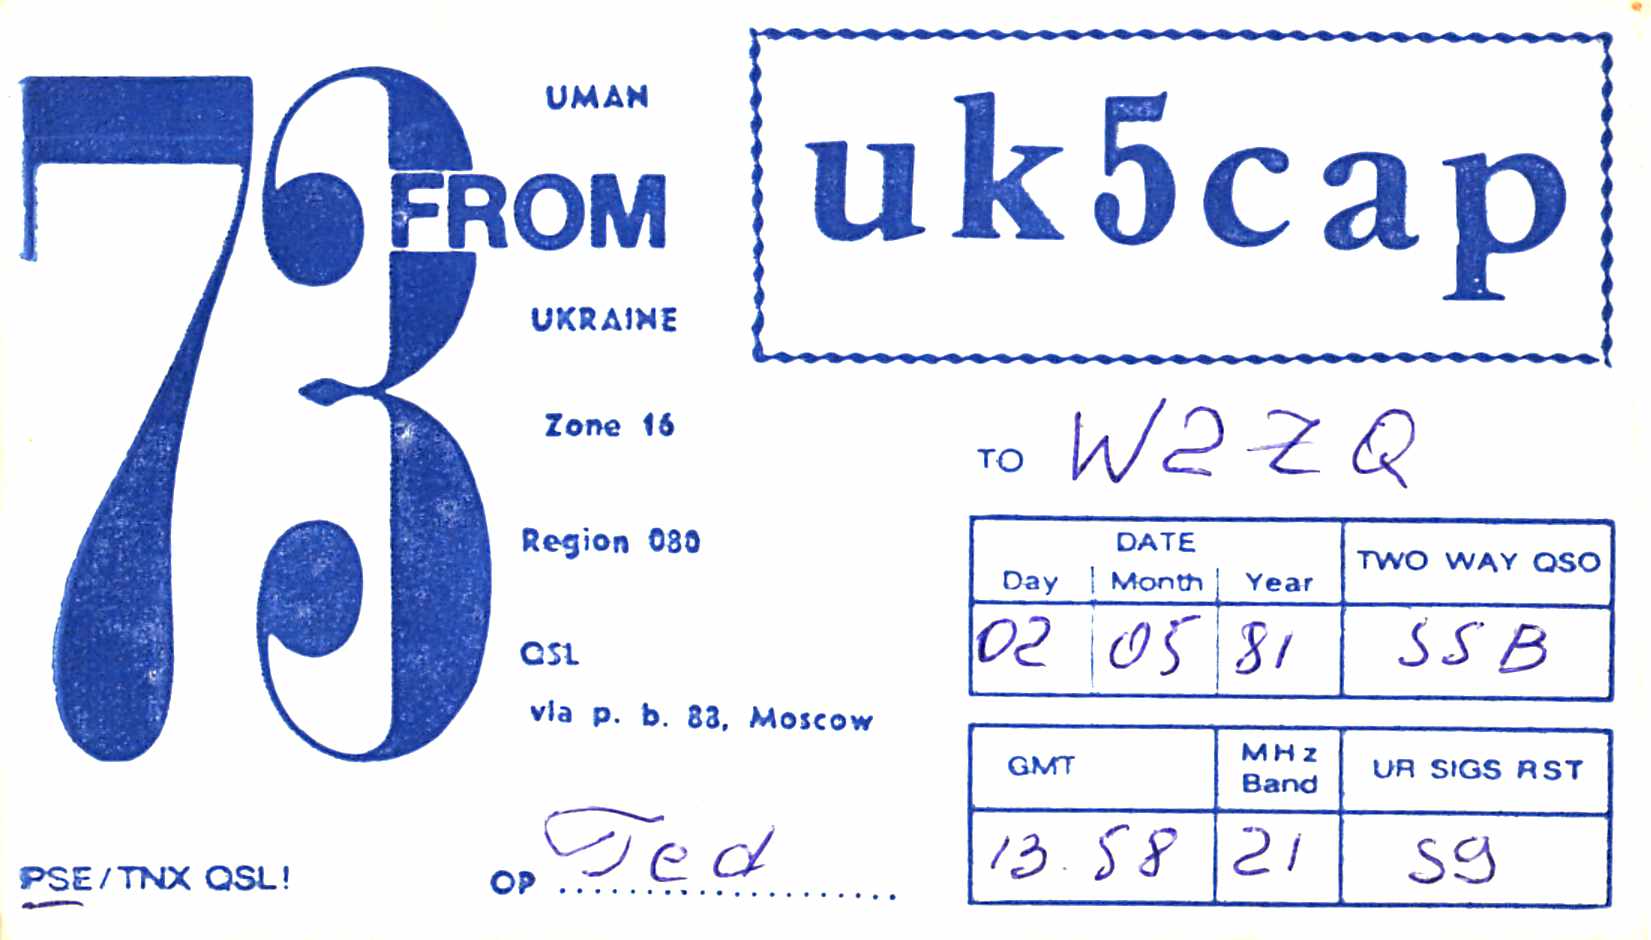 73 FROM
UMAN
UKRAINE
Zone 16
Region 080
QSL
via p. b. 88, Moscow
uk5cap
TO W2ZQ
DATE
Day Month Year
TWO WAY QSO
02 05 81 SSB
GMT
MHz
Band
UR SIGS RST
13.58 21 59
PSE/TNX QSL!
OP Ted